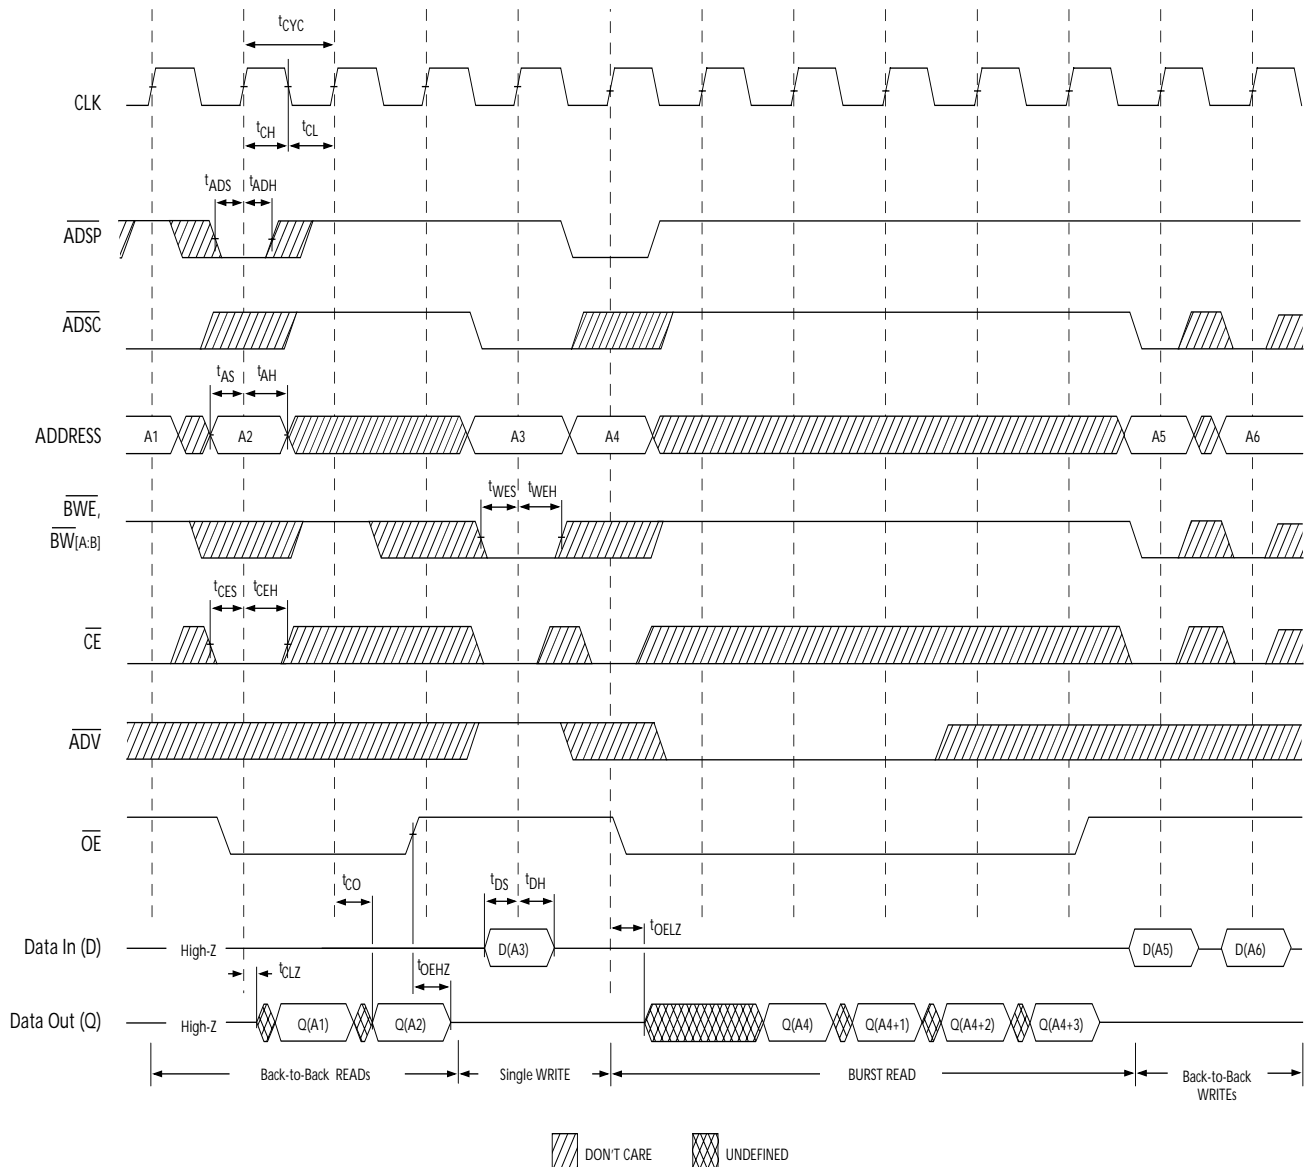 tCYC
CLK
tCH
tCL
tADS
tADH
ADSP
ADSC
tAS
tAH
ADDRESS
A1
A2
A3
A4
A5
A6
tWES
tWEH
BWE,
BW[A:B]
tCES
tCEH
CE
ADV
OE
tCO
tDS
tDH
tOELZ
Data In (D)
High-Z
D(A3)
D(A5)
D(A6)
tCLZ
tOEHZ
Data Out (Q)
High-Z
Q(A1)
Q(A2)
Q(A4)
Q(A4+1)
Q(A4+2)
Q(A4+3)
Back-to-Back READs
Single WRITE
BURST READ
Back-to-Back
WRITEs
DON'T CARE
UNDEFINED